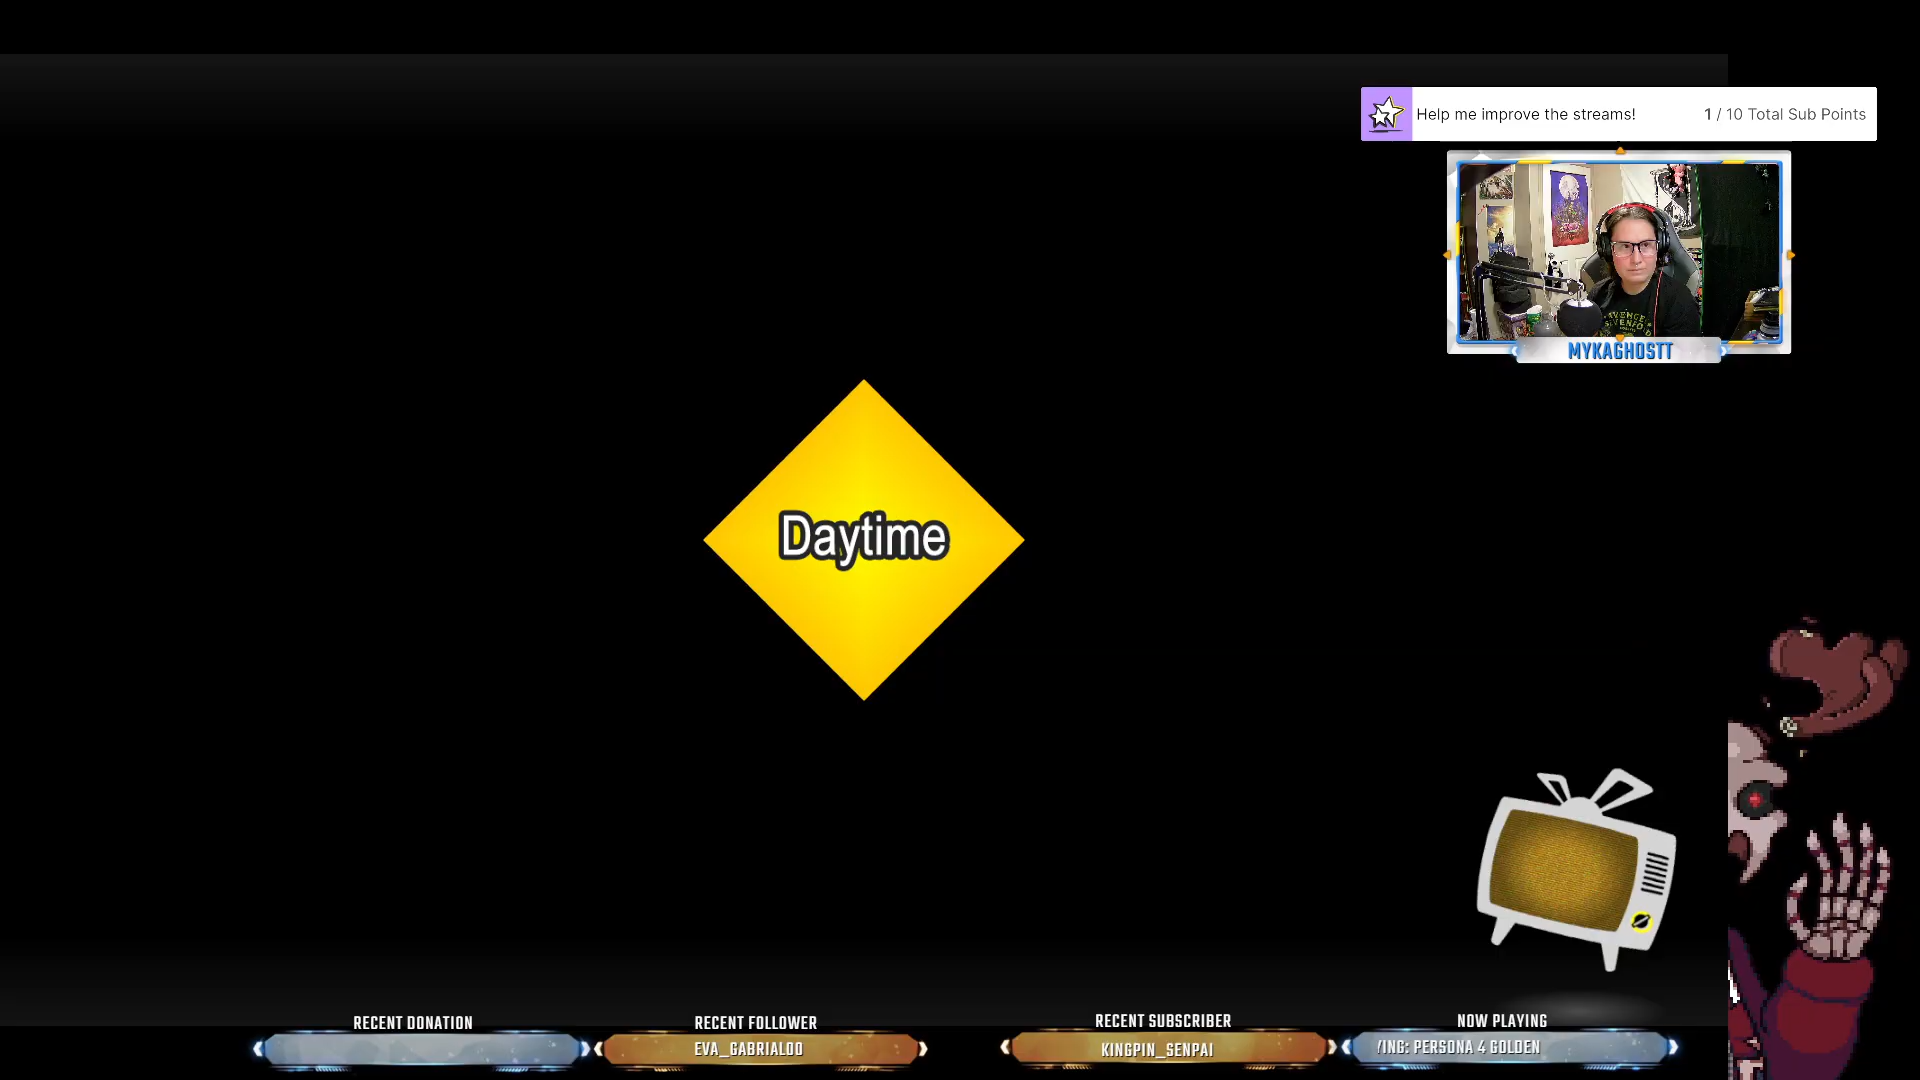 Help me improve the streams! 1 / 10 Total Sub Points
MYKAGHOSTT
Daytime
RECENT DONATION
RECENT FOLLOWER
EVA_GABRIALOO
RECENT SUBSCRIBER
KINGPIN_SENPAI
NOW PLAYING
YING: PERSONA 4 GOLDEN